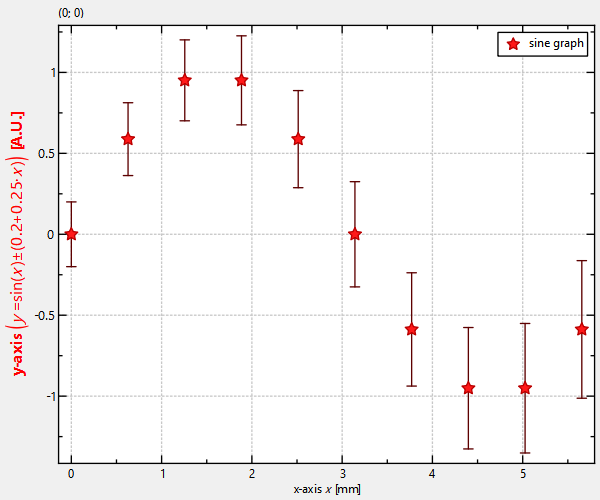 (0; 0)
sine graph
1
0.5
0
-0.5
-1
y-axis (y=sin(x)±(0.2+0.25·x)) [A.U.]
0 1 2 3 4 5
x-axis x [mm]